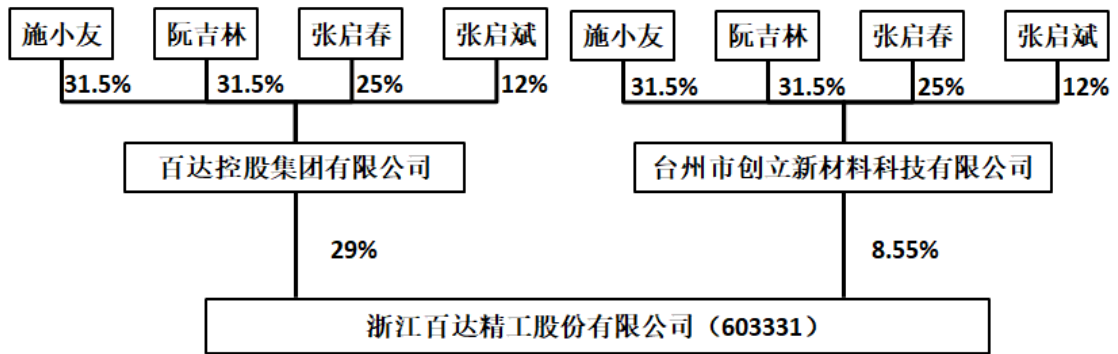 施小友 阮吉林 张启春 张启斌 施小友 阮吉林 张启春 张启斌
31.5% 31.5% 25% 12% 31.5% 31.5% 25% 12%
百达控股集团有限公司 台州市创立新材料科技有限公司
29% 8.55%
浙江百达精工股份有限公司（603331）